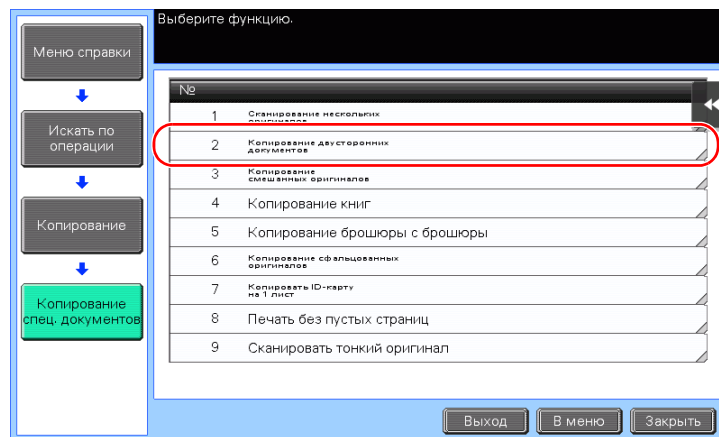 Выберите функцию.
Меню справки
Искать по
операции
Копирование
Копирование
спец. документов
№
1 Сканирование нескольких
оригиналов
2 Копирование двусторонних
документов
3 Копирование
смешанных оригиналов
4 Копирование книг
5 Копирование брошюры с брошюры
6 Копирование сфальцованных
оригиналов
7 Копировать ID-карту
на 1 лист
8 Печать без пустых страниц
9 Сканировать тонкий оригинал
Выход
В меню
Закрыть